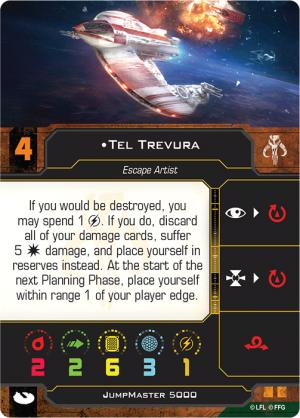 4
•Tel Trevura
Escape Artist
If you would be destroyed, you
may spend 1 . If you do, discard
all of your damage cards, suffer
5 damage, and place yourself in
reserves instead. At the start of the
next Planning Phase, place yourself
within range 1 of your player edge.
2 2 6 3 1
JumpMaster 5000
©LFL ©FFG